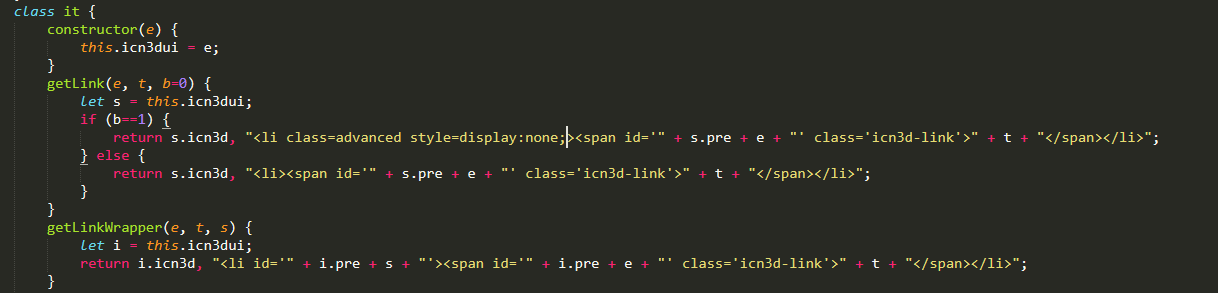 class it {
    constructor(e) {
        this.icn3dui = e;
    }
    getLink(e, t, b=0) {
        let s = this.icn3dui;
        if (b==1) {
            return s.icn3d, "<li class=advanced style=display:none;><span id='" + s.pre + e + "' class='icn3d-link'>" + t + "</span></li>";
        } else {
            return s.icn3d, "<li><span id='" + s.pre + e + "' class='icn3d-link'>" + t + "</span></li>";
        }
    }
    getLinkWrapper(e, t, s) {
        let i = this.icn3dui;
        return i.icn3d, "<li id='" + i.pre + s + "'><span id='" + i.pre + e + "' class='icn3d-link'>" + t + "</span></li>";
    }